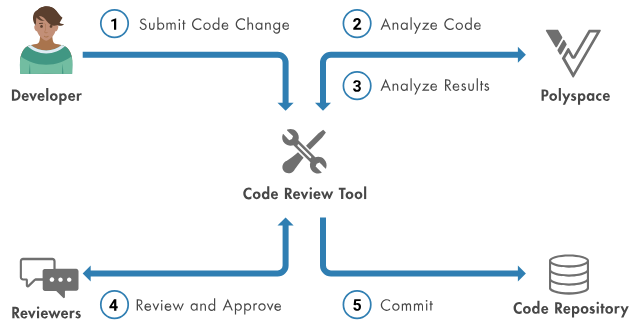 1 Submit Code Change
2 Analyze Code
3 Analyze Results
Developer
Polyspace
Code Review Tool
4 Review and Approve
5 Commit
Reviewers
Code Repository